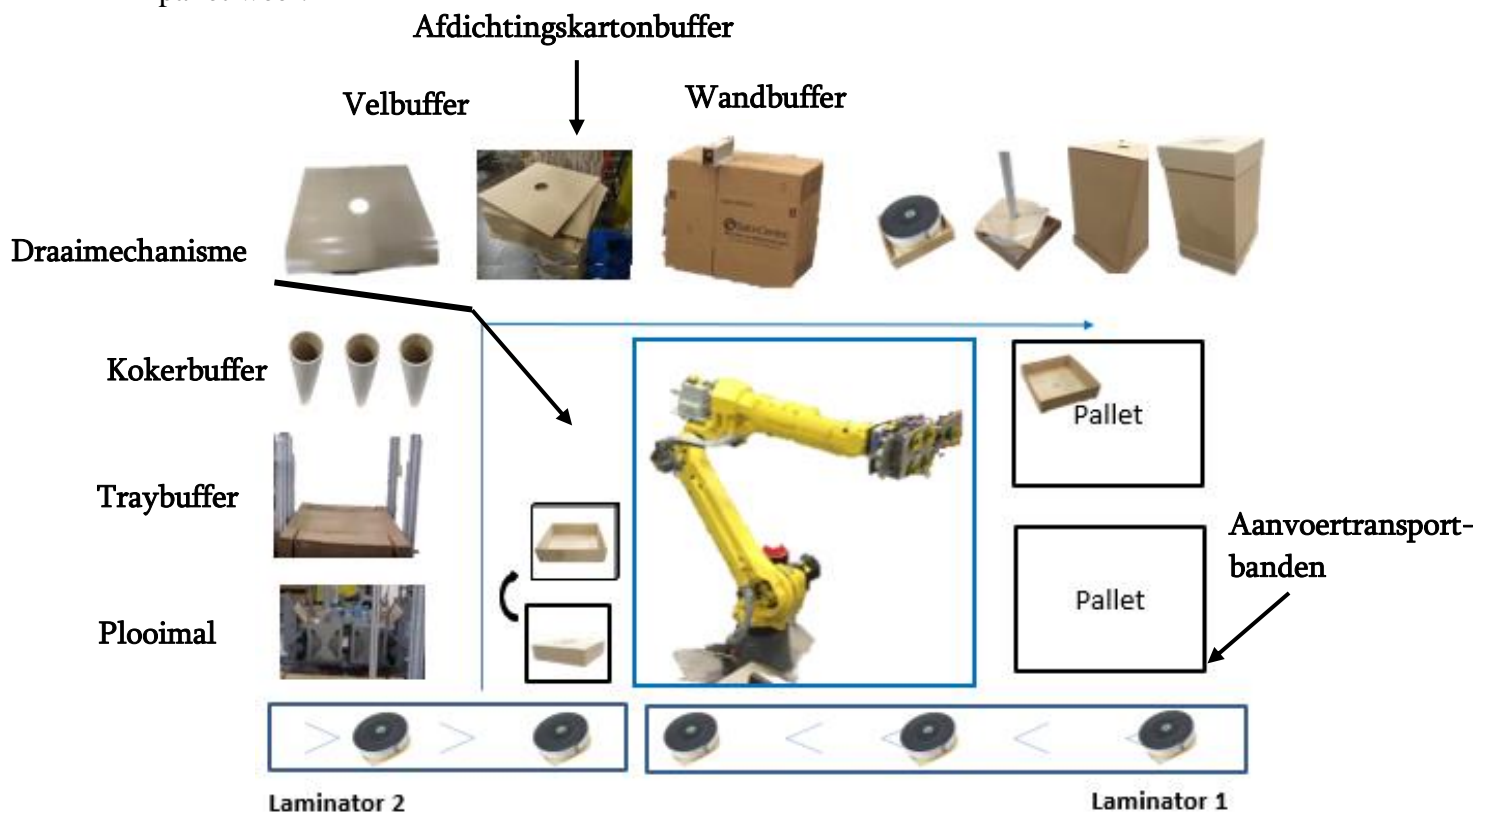 Afdichtingskartonbuffer
Velbuffer
Wandbuffer
Draaimechanisme
Kokerbuffer
Pallet
Traybuffer
Aanvoertransport-
banden
Pallet
Plooimal
Laminator 2
Laminator 1